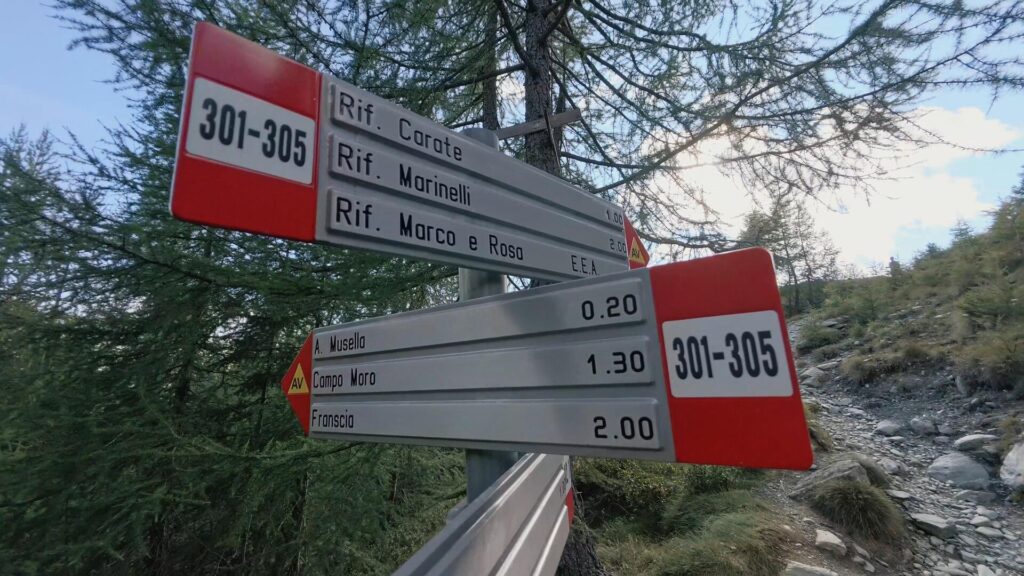 301-305
Rif. Carate 1.00
Rif. Marinelli 2.00
Rif. Marco e Rosa E.E.A.
AV
A. Musella 0.20
AV
Campo Moro 1.30
301-305
Franscia 2.00